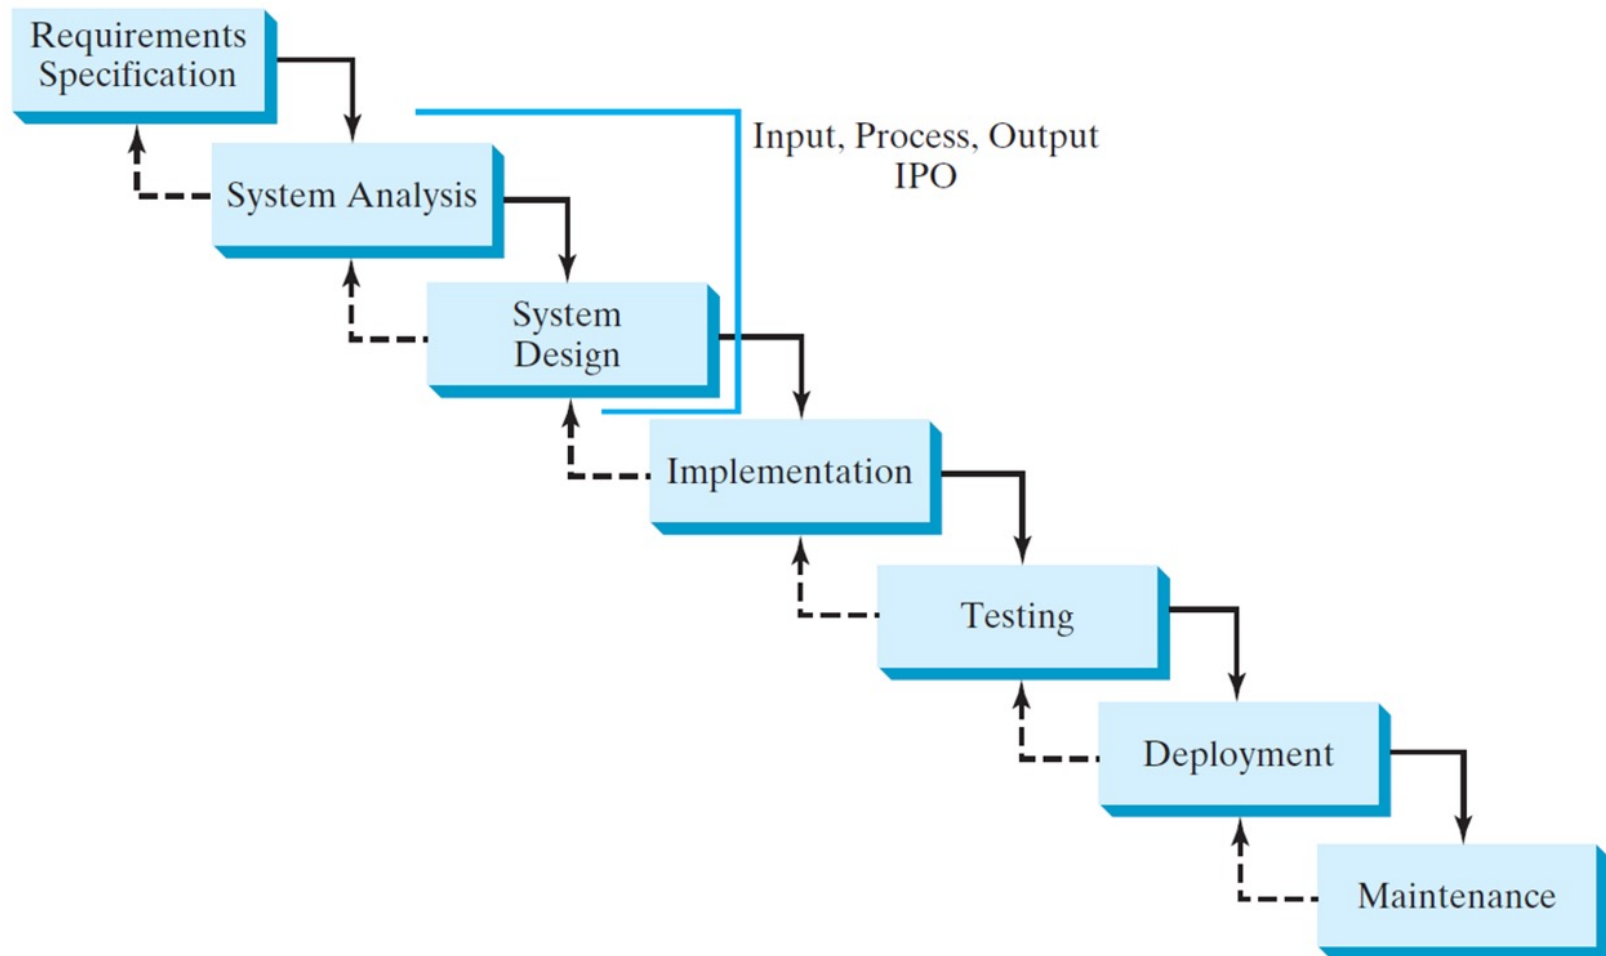 Requirements
Specification
Input, Process, Output
IPO
System Analysis
System
Design
Implementation
Testing
Deployment
Maintenance